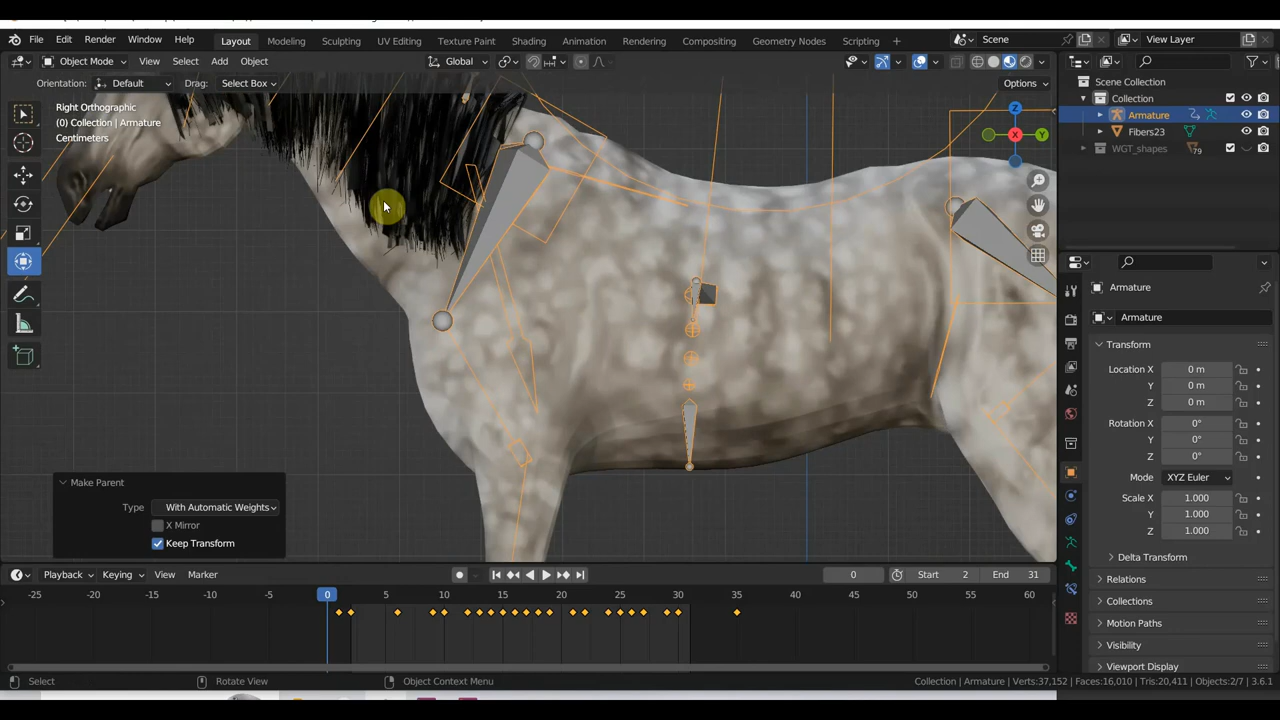 File Edit Render Window Help Layout Modeling Sculpting UV Editing Texture Paint Shading Animation Rendering Compositing Geometry Nodes Scripting + Scene View Layer
Object Mode View Select Add Object Global Options
Orientation: Default Drag: Select Box
Right Orthographic
(0) Collection | Armature
Centimeters
Z
Y
X
Scene Collection
Collection
Armature
Fibers23
WGT_shapes 79
Armature
Armature
Transform
Location X 0 m
Y 0 m
Z 0 m
Rotation X 0°
Y 0°
Z 0°
Mode XYZ Euler
Scale X 1.000
Y 1.000
Z 1.000
Delta Transform
Relations
Collections
Motion Paths
Visibility
Viewport Display
Make Parent
Type With Automatic Weights
X Mirror
Keep Transform
Playback Keying View Marker 0 Start 2 End 31
-25 -20 -15 -10 -5 0 5 10 15 20 25 30 35 40 45 50 55 60
Select Rotate View Object Context Menu Collection | Armature | Verts:37,152 | Faces:16,010 | Tris:20,411 | Objects:2/7 | 3.6.1